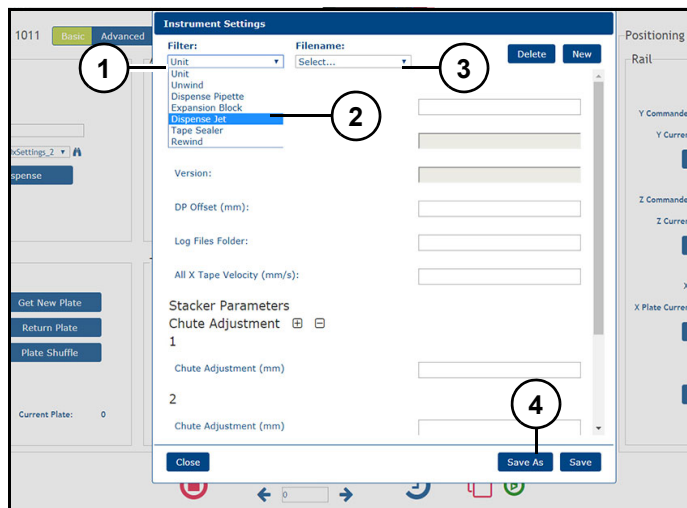 Instrument Settings
1011 Basic Advanced
Filter: Filename:
Unit Select... Delete New
Unit
Unwind
Dispense Pipette
Expansion Block
Dispense Jet
Tape Sealer
Rewind
1
2
3
4
Version:
DP Offset (mm):
Log Files Folder:
All X Tape Velocity (mm/s):
Stacker Parameters
Chute Adjustment
1
Chute Adjustment (mm)
2
Chute Adjustment (mm)
Close Save As Save
xSettings_2
spense
Get New Plate
Return Plate
Plate Shuffle
Current Plate: 0
0
Positioning
Rail
Y Commande
Y Curren
Z Commande
Z Curren
X
X Plate Curren